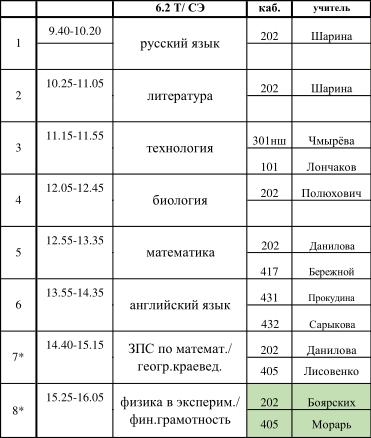 6.2 Т/ СЭ каб. учитель
1 9.40-10.20 русский язык 202 Шарина
2 10.25-11.05 литература 202 Шарина
3 11.15-11.55 технология 301нш Чмырёва
101 Лончаков
4 12.05-12.45 биология 202 Полюхович
5 12.55-13.35 математика 202 Данилова
417 Бережной
6 13.55-14.35 английский язык 431 Прокудина
432 Сарыкова
7* 14.40-15.15 ЗПС по математ./ 202 Данилова
геогр.краевед. 405 Лисовенко
8* 15.25-16.05 физика в эксперим./ 202 Боярских
фин.грамотность 405 Морарь